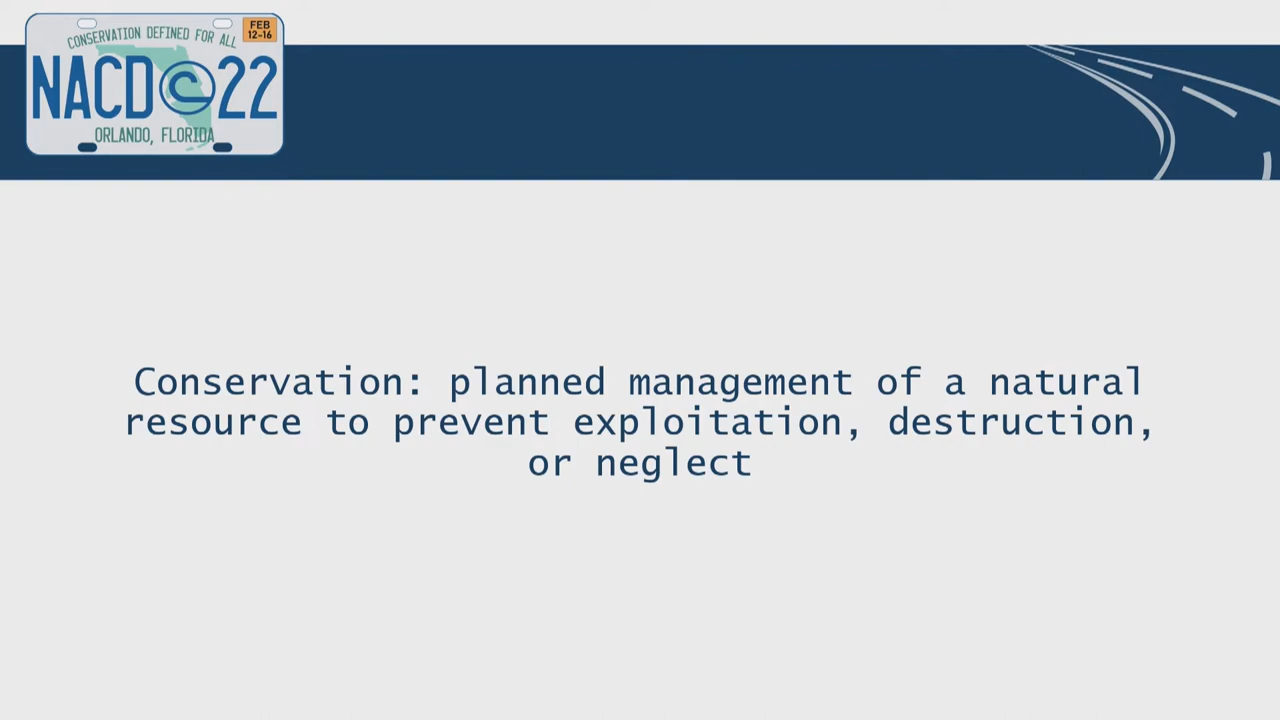 CONSERVATION DEFINED FOR ALL
FEB
12-16
NACD 22
ORLANDO, FLORIDA
Conservation: planned management of a natural
resource to prevent exploitation, destruction,
or neglect